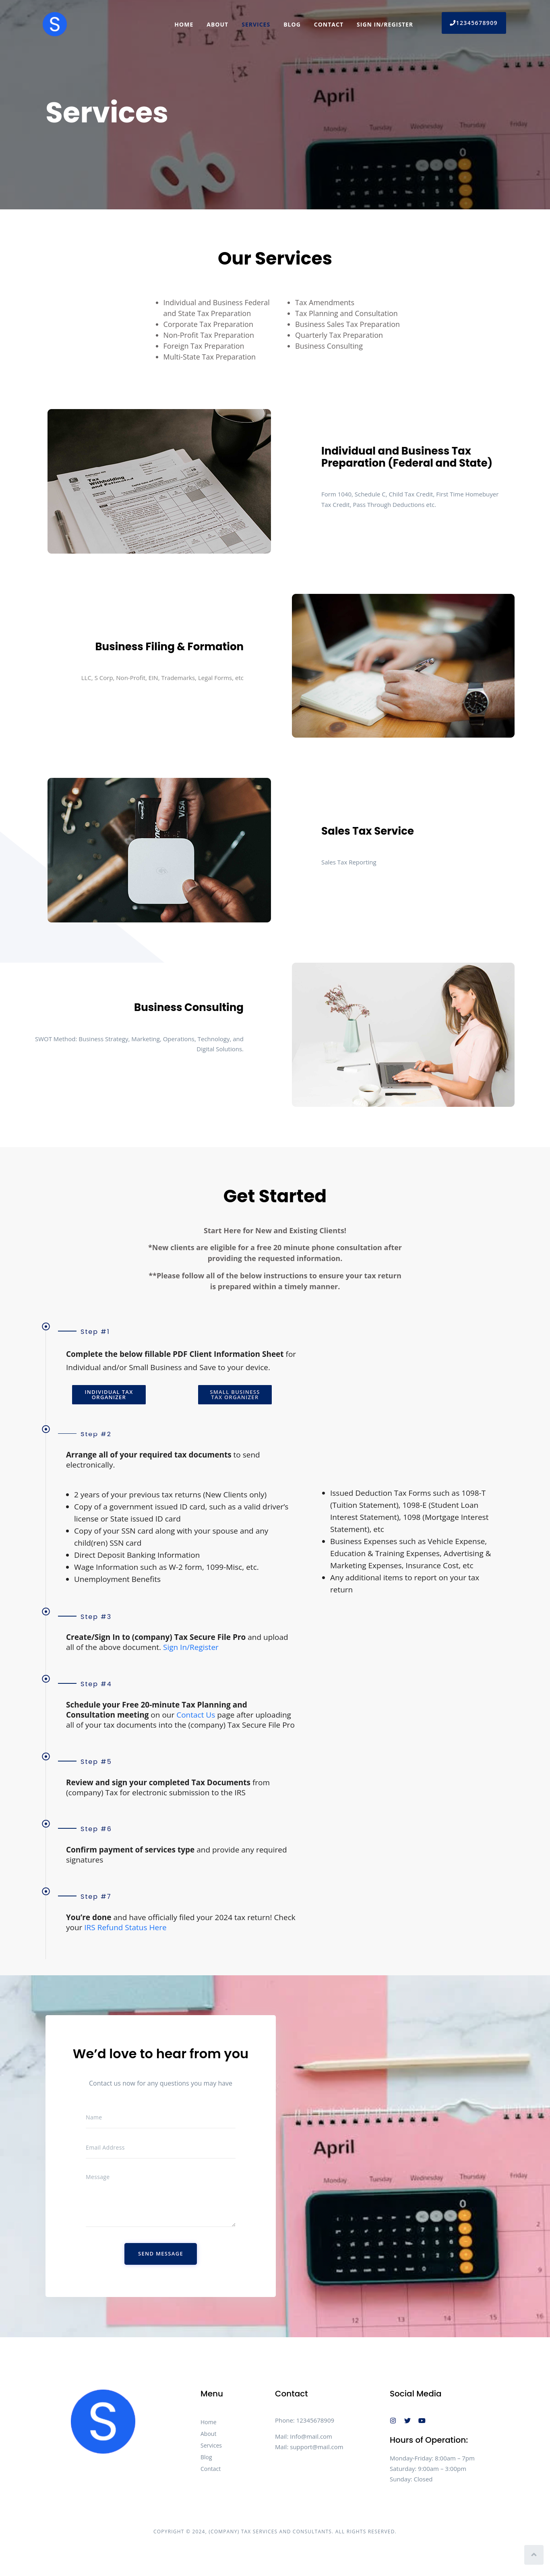 S
HOME
ABOUT
SERVICES
BLOG
CONTACT
SIGN IN/REGISTER
12345678909
Services
April
Monday
Tuesday
Wednesday
Thursday
Our Services
Individual and Business Federal
and State Tax Preparation
Corporate Tax Preparation
Non-Profit Tax Preparation
Foreign Tax Preparation
Multi-State Tax Preparation
Tax Amendments
Tax Planning and Consultation
Business Sales Tax Preparation
Quarterly Tax Preparation
Business Consulting
Tax
Withholding
Individual and Business Tax
Preparation (Federal and State)
Form 1040, Schedule C, Child Tax Credit, First Time Homebuyer
Tax Credit, Pass Through Deductions etc.
Business Filing & Formation
LLC, S Corp, Non-Profit, EIN, Trademarks, Legal Forms, etc
VISA
Sales Tax Service
Sales Tax Reporting
Business Consulting
SWOT Method: Business Strategy, Marketing, Operations, Technology, and
Digital Solutions.
Get Started
Start Here for New and Existing Clients!
*New clients are eligible for a free 20 minute phone consultation after
providing the requested information.
**Please follow all of the below instructions to ensure your tax return
is prepared within a timely manner.
Step #1
Complete the below fillable PDF Client Information Sheet for
Individual and/or Small Business and Save to your device.
INDIVIDUAL TAX
ORGANIZER
SMALL BUSINESS
TAX ORGANIZER
Step #2
Arrange all of your required tax documents to send
electronically.
2 years of your previous tax returns (New Clients only)
Copy of a government issued ID card, such as a valid driver's
license or State issued ID card
Copy of your SSN card along with your spouse and any
child(ren) SSN card
Direct Deposit Banking Information
Wage Information such as W-2 form, 1099-Misc, etc.
Unemployment Benefits
Issued Deduction Tax Forms such as 1098-T
(Tuition Statement), 1098-E (Student Loan
Interest Statement), 1098 (Mortgage Interest
Statement), etc
Business Expenses such as Vehicle Expense,
Education & Training Expenses, Advertising &
Marketing Expenses, Insurance Cost, etc
Any additional items to report on your tax
return
Step #3
Create/Sign In to (company) Tax Secure File Pro and upload
all of the above document. Sign In/Register
Step #4
Schedule your Free 20-minute Tax Planning and
Consultation meeting on our Contact Us page after uploading
all of your tax documents into the (company) Tax Secure File Pro
Step #5
Review and sign your completed Tax Documents from
(company) Tax for electronic submission to the IRS
Step #6
Confirm payment of services type and provide any required
signatures
Step #7
You're done and have officially filed your 2024 tax return! Check
your IRS Refund Status Here
We'd love to hear from you
Contact us now for any questions you may have
Name
Email Address
Message
SEND MESSAGE
April
Monday
Tuesday
Wednesday
Thursday
Friday
2
9
12
13
14
15
16
S
Menu
Home
About
Services
Blog
Contact
Contact
Phone: 12345678909
Mail: info@mail.com
Mail: support@mail.com
Social Media
Hours of Operation:
Monday-Friday: 8:00am – 7pm
Saturday: 9:00am – 3:00pm
Sunday: Closed
COPYRIGHT © 2024, (COMPANY) TAX SERVICES AND CONSULTANTS, ALL RIGHTS RESERVED.